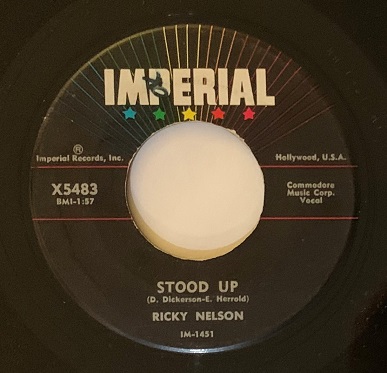 IMPERIAL
®
Imperial Records, Inc.
Hollywood, U.S.A.
X5483
BMI-1:57
Commodore
Music Corp.
Vocal
STOOD UP
(D. Dickerson-E. Herrold)
RICKY NELSON
IM-1451